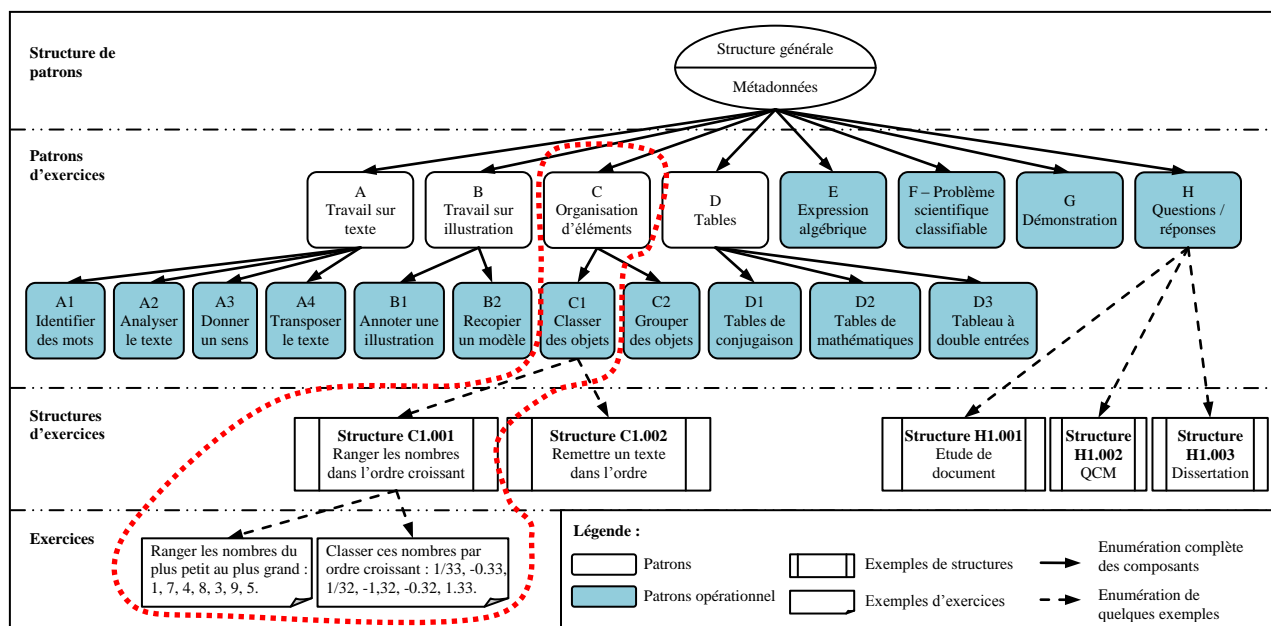 Structure de
patrons
Structure générale
Métadonnées
Patrons
d'exercices
A
Travail sur
texte
B
Travail sur
illustration
C
Organisation
d'éléments
D
Tables
E
Expression
algébrique
F – Problème
scientifique
classifiable
G
Démonstration
H
Questions /
réponses
A1
Identifier
des mots
A2
Analyser
le texte
A3
Donner
un sens
A4
Transposer
le texte
B1
Annoter une
illustration
B2
Recopier
un modèle
C1
Classer
des objets
C2
Grouper
des objets
D1
Tables de
conjugaison
D2
Tables de
mathématiques
D3
Tableau à
double entrées
Structures
d'exercices
Structure C1.001
Ranger les nombres
dans l'ordre croissant
Structure C1.002
Remettre un texte
dans l'ordre
Structure H1.001
Etude de
document
Structure
H1.002
QCM
Structure
H1.003
Dissertation
Exercices
Ranger les nombres du
plus petit au plus grand :
1, 7, 4, 8, 3, 9, 5.
Classer ces nombres par
ordre croissant : 1/33, -0.33,
1/32, -1,32, -0.32, 1.33.
Légende :
Patrons
Patrons opérationnel
Exemples de structures
Exemples d'exercices
Enumération complète
des composants
Enumération de
quelques exemples